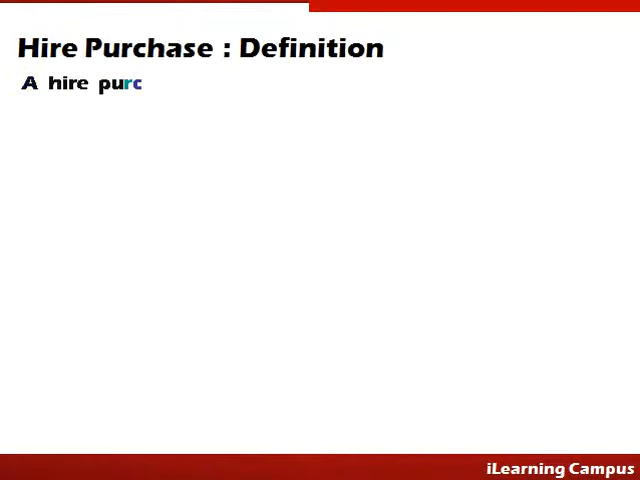 Hire Purchase : Definition
A hire purc
iLearning Campus